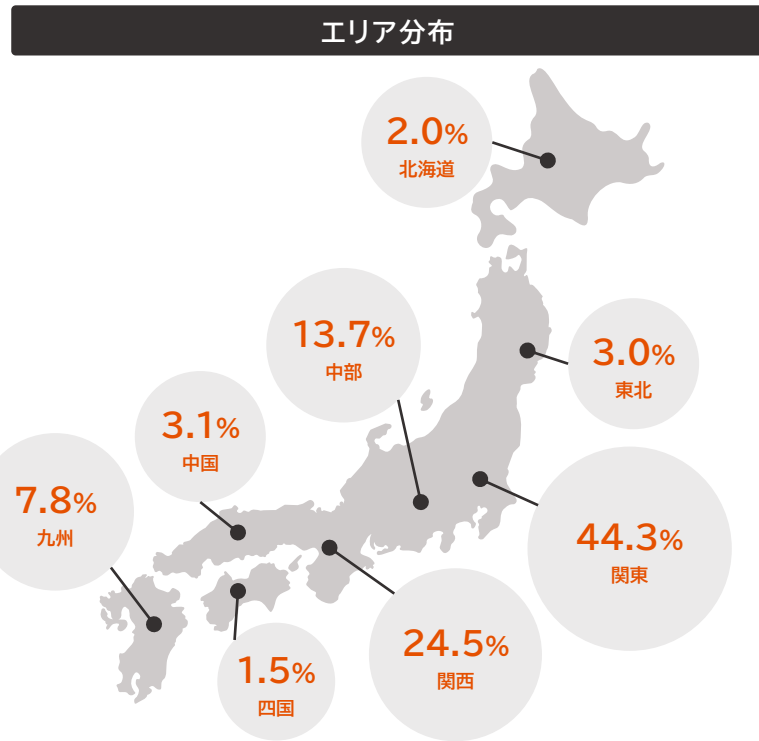 エリア分布
2.0%
北海道
13.7%
中部
3.0%
東北
3.1%
中国
7.8%
九州
44.3%
関東
24.5%
関西
1.5%
四国